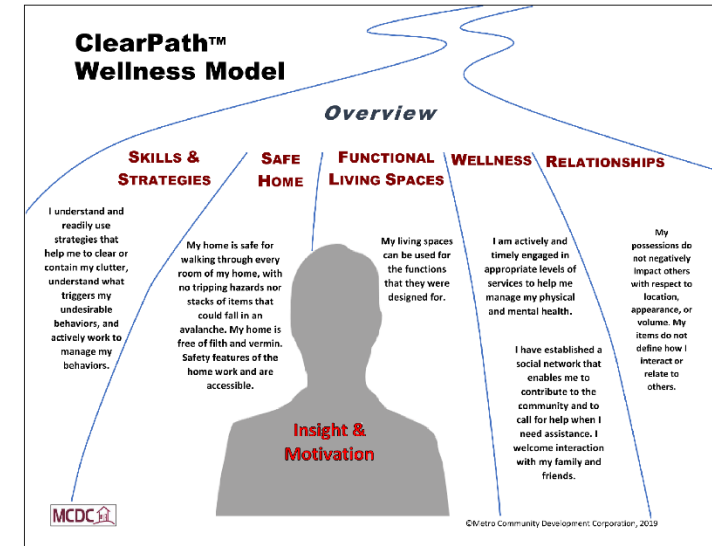 ClearPath™
Wellness Model
Overview
SKILLS &
STRATEGIES
I understand and
readily use
strategies that
help me to clear or
contain my clutter,
understand what
triggers my
undesirable
behaviors, and
actively work to
manage my
behaviors.
SAFE
HOME
My home is safe for
walking through every
room of my home, with
no tripping hazards nor
stacks of items that
could fall in an
avalanche. My home is
free of filth and vermin.
Safety features of the
home work and are
accessible.
FUNCTIONAL
LIVING SPACES
My living spaces
can be used for
the functions
that they were
designed for.
WELLNESS
I am actively and
timely engaged in
appropriate levels of
services to help me
manage my physical
and mental health.
I have established a
social network that
enables me to
contribute to the
community and to
call for help when I
need assistance. I
welcome interaction
with my family and
friends.
RELATIONSHIPS
My
possessions do
not negatively
impact others
with respect to
location,
appearance, or
volume. My
items do not
define how I
interact or
relate to
others.
Insight &
Motivation
MCDC
©Metro Community Development Corporation, 2019